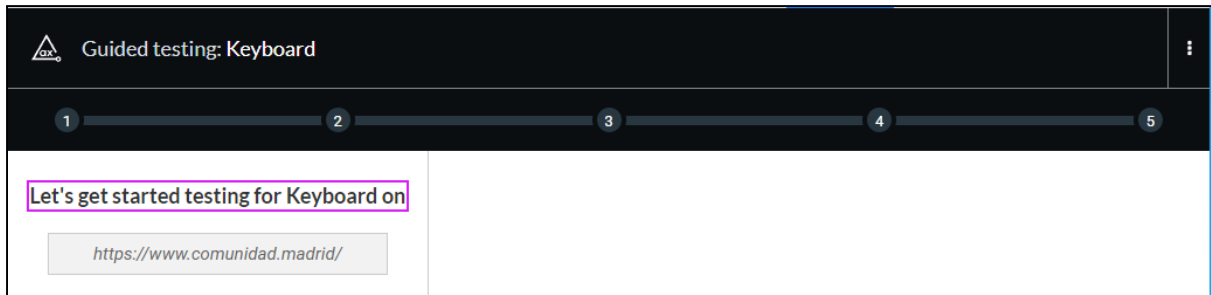 ax
Guided testing: Keyboard
1 2 3 4 5
Let's get started testing for Keyboard on
https://www.comunidad.madrid/